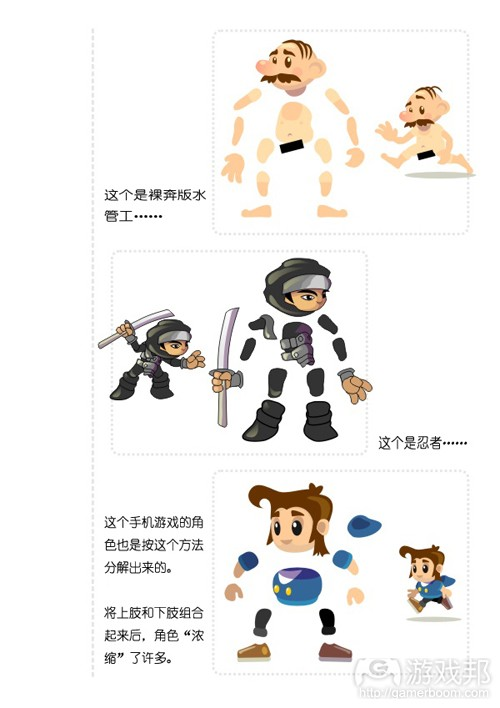 这个是裸奔版水
管工……
这个是忍者……
这个手机游戏的角
色也是按这个方法
分解出来的。
将上肢和下肢组合
起来后，角色“浓
缩”了许多。
游戏邦
http://gamerboom.com